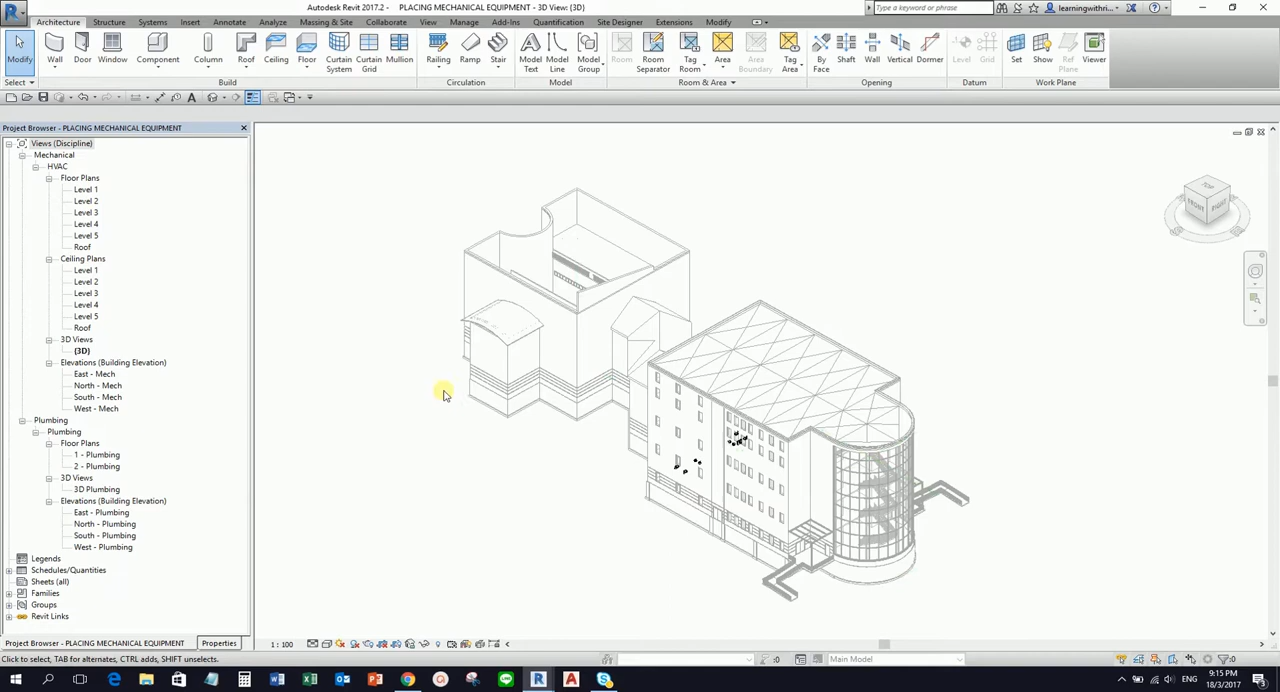 Autodesk Revit 2017.2 - PLACING MECHANICAL EQUIPMENT - 3D View: {3D}
Type a keyword or phrase
learningwithri...
Architecture Structure Systems Insert Annotate Analyze Massing & Site Collaborate View Manage Add-Ins Quantification Site Designer Extensions Modify
Modify Wall Door Window Component Column Roof Ceiling Floor Curtain System Curtain Grid Mullion Railing Ramp Stair Model Text Model Line Model Group Room Room Separator Tag Room Area Area Boundary Tag Area By Face Shaft Wall Vertical Dormer Level Grid Set Show Ref Plane Viewer
Select Build Circulation Model Room & Area Opening Datum Work Plane
Project Browser - PLACING MECHANICAL EQUIPMENT
Views (Discipline)
Mechanical
HVAC
Floor Plans
Level 1
Level 2
Level 3
Level 4
Level 5
Roof
Ceiling Plans
Level 1
Level 2
Level 3
Level 4
Level 5
Roof
3D Views
{3D}
Elevations (Building Elevation)
East - Mech
North - Mech
South - Mech
West - Mech
Plumbing
Plumbing
Floor Plans
1 - Plumbing
2 - Plumbing
3D Views
3D Plumbing
Elevations (Building Elevation)
East - Plumbing
North - Plumbing
South - Plumbing
West - Plumbing
Legends
Schedules/Quantities
Sheets (all)
Families
Groups
Revit Links
TOP
FRONT
RIGHT
Project Browser - PLACING MECHANICAL EQUIPMENT Properties
1 : 100
Click to select, TAB for alternates, CTRL adds, SHIFT unselects.
:0
Main Model
:0
9:15 PM
18/3/2017